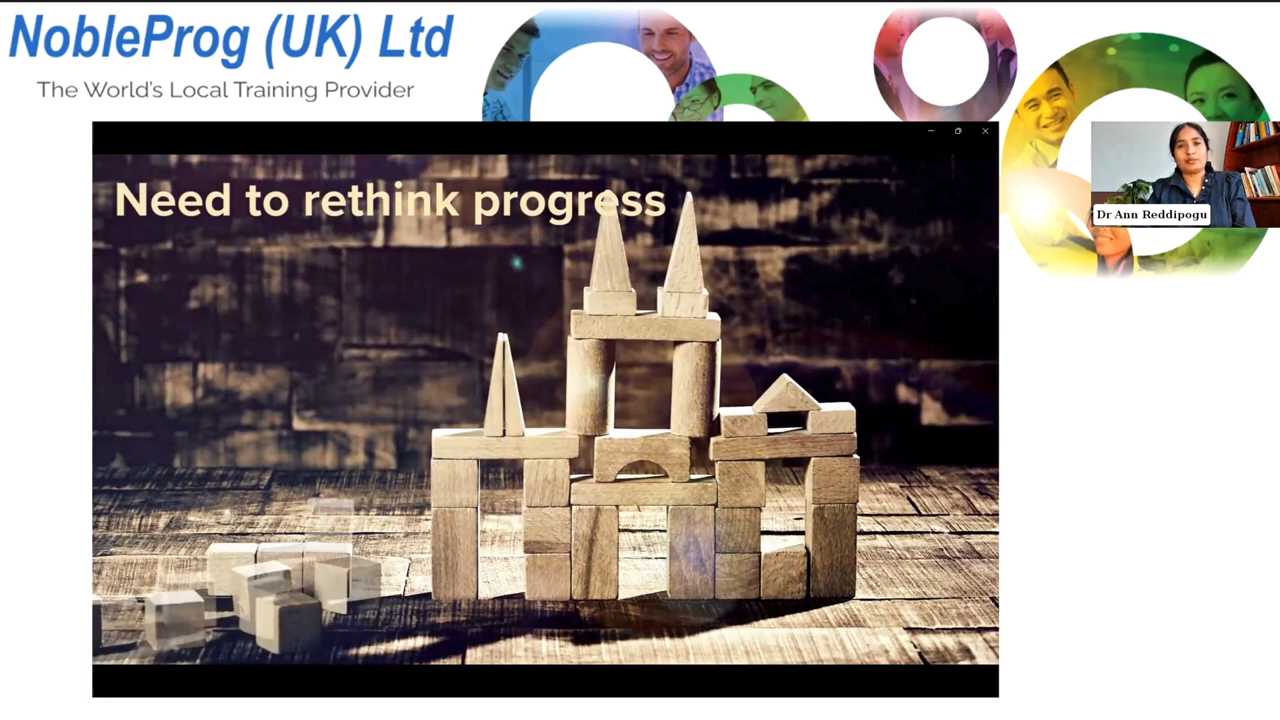 NobleProg (UK) Ltd
The World's Local Training Provider
Need to rethink progress
Dr Ann Reddipogu